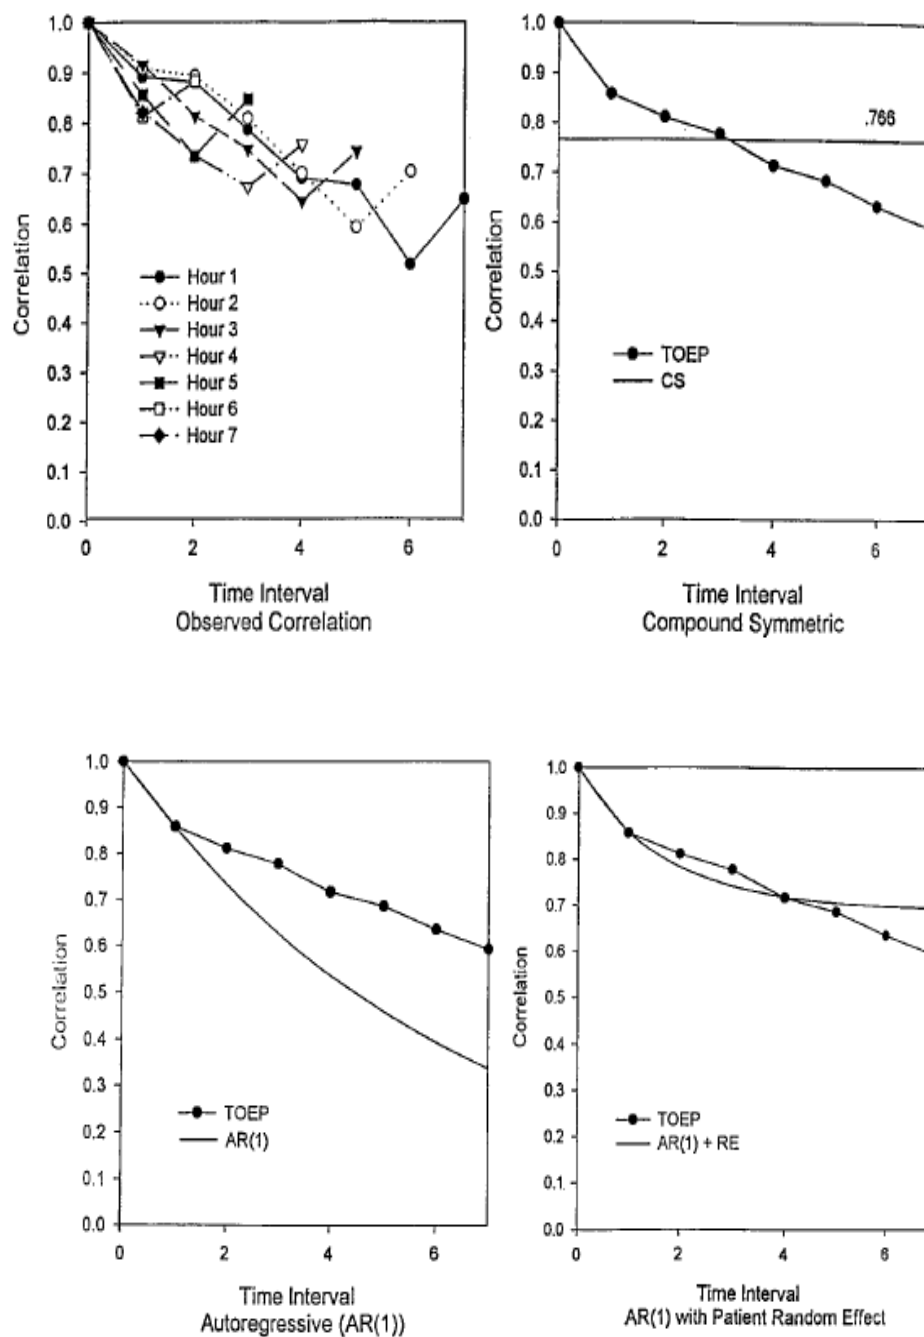 1.0
0.9
0.8
0.7
0.6
0.5
0.4
0.3
0.2
0.1
0.0
Correlation
Hour 1
Hour 2
Hour 3
Hour 4
Hour 5
Hour 6
Hour 7
0 2 4 6
Time Interval
Observed Correlation
1.0
0.9
0.8
0.7
0.6
0.5
0.4
0.3
0.2
0.1
0.0
Correlation
.766
TOEP
CS
0 2 4 6
Time Interval
Compound Symmetric
1.0
0.9
0.8
0.7
0.6
0.5
0.4
0.3
0.2
0.1
0.0
Correlation
TOEP
AR(1)
0 2 4 6
Time Interval
Autoregressive (AR(1))
1.0
0.9
0.8
0.7
0.6
0.5
0.4
0.3
0.2
0.1
0.0
Correlation
TOEP
AR(1) + RE
0 2 4 6
Time Interval
AR(1) with Patient Random Effect